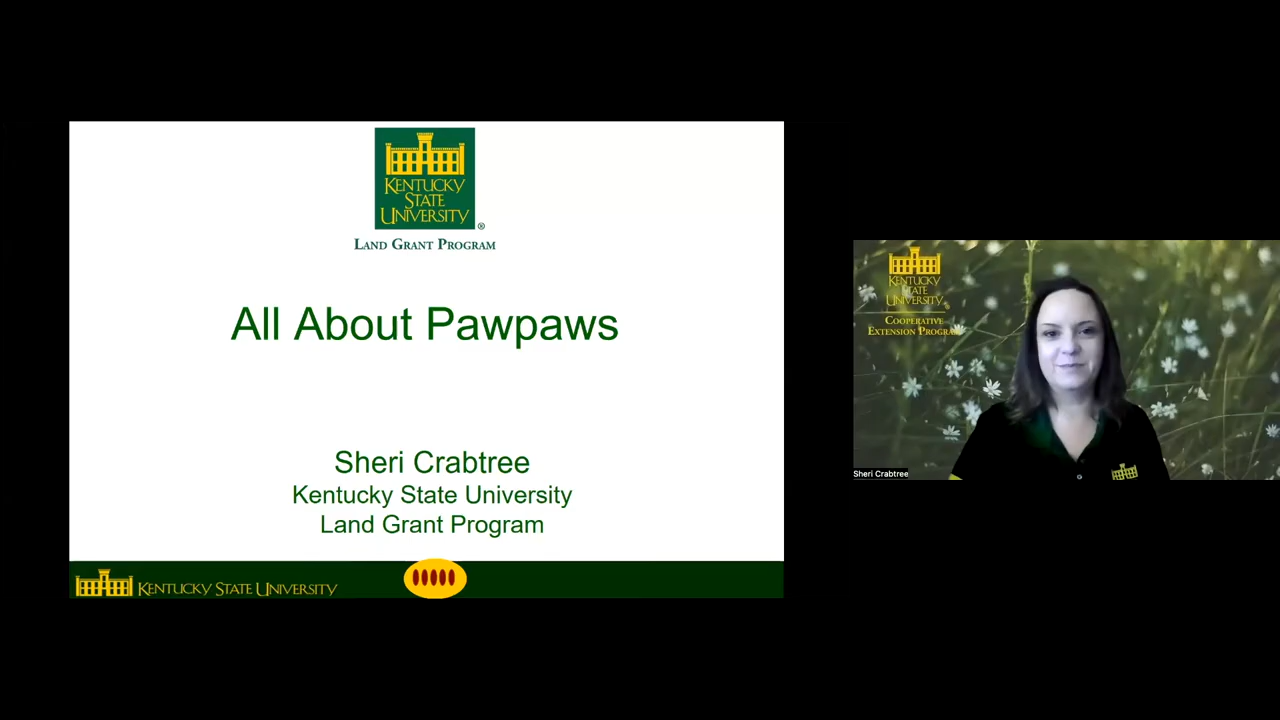 KENTUCKY
STATE
UNIVERSITY
®
LAND GRANT PROGRAM
All About Pawpaws
Sheri Crabtree
Kentucky State University
Land Grant Program
KENTUCKY STATE UNIVERSITY
KENTUCKY
STATE
UNIVERSITY
®
COOPERATIVE
EXTENSION PROGRAM
Sheri Crabtree